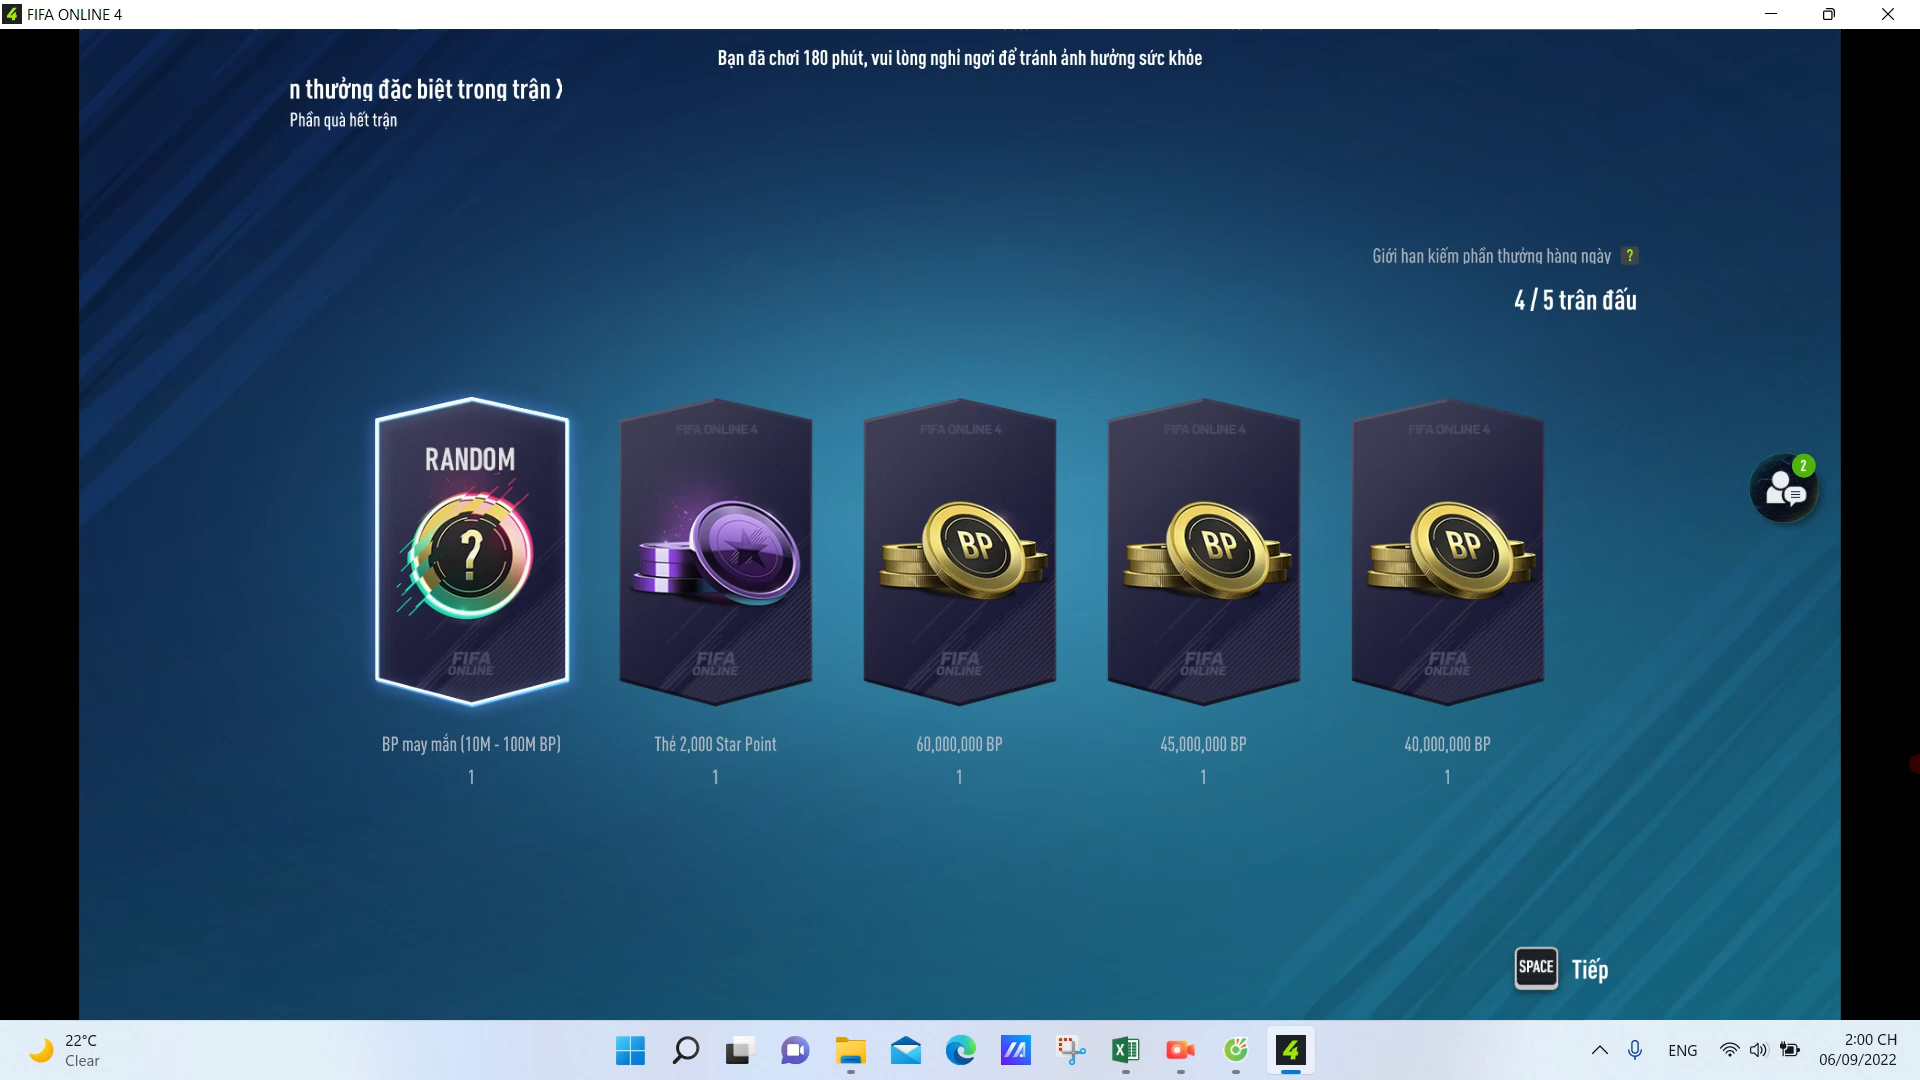 FIFA ONLINE 4
Bạn đã chơi 180 phút, vui lòng nghỉ ngơi để tránh ảnh hưởng sức khỏe
n thưởng đặc biệt trong trận )
Phần quà hết trận
Giới hạn kiếm phần thưởng hàng ngày ?
4 / 5 trận đấu
2
RANDOM
?
FIFA ONLINE
FIFA ONLINE 4
FIFA ONLINE
FIFA ONLINE 4
BP
FIFA ONLINE
FIFA ONLINE 4
BP
FIFA ONLINE
FIFA ONLINE 4
BP
FIFA ONLINE
BP may mắn (10M - 100M BP)
1
Thẻ 2,000 Star Point
1
60,000,000 BP
1
45,000,000 BP
1
40,000,000 BP
1
SPACE Tiếp
22°C
Clear
ENG
2:00 CH
06/09/2022